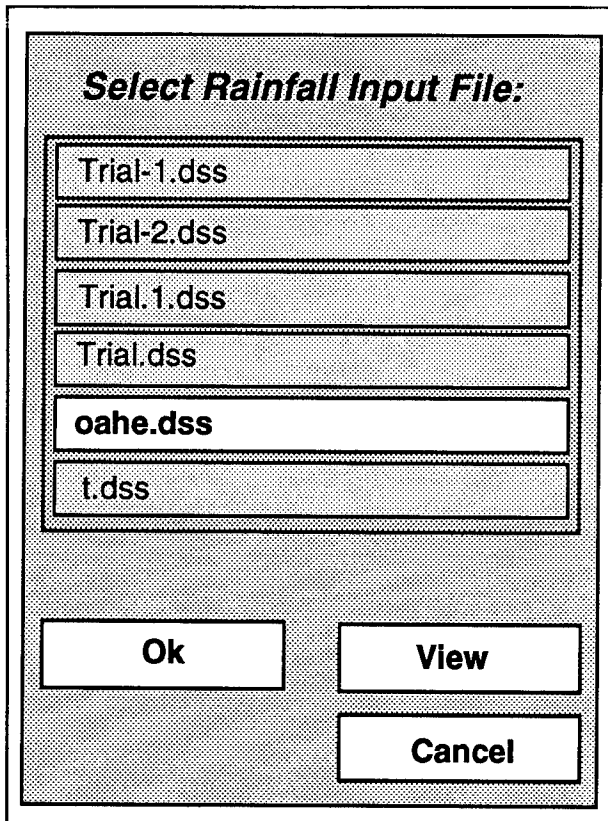 Select Rainfall Input File:
Trial-1.dss
Trial-2.dss
Trial.1.dss
Trial.dss
oahe.dss
t.dss
Ok
View
Cancel